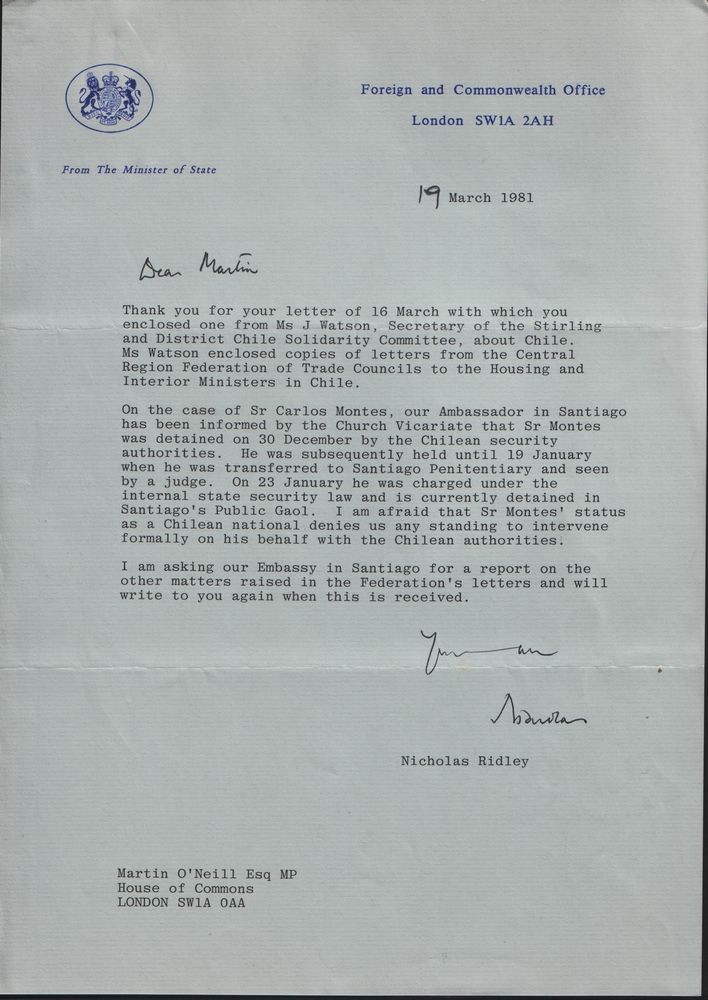 Foreign and Commonwealth Office
London SW1A 2AH
From The Minister of State
19 March 1981
Dear Martin
Thank you for your letter of 16 March with which you
enclosed one from Ms J Watson, Secretary of the Stirling
and District Chile Solidarity Committee, about Chile.
Ms Watson enclosed copies of letters from the Central
Region Federation of Trade Councils to the Housing and
Interior Ministers in Chile.
On the case of Sr Carlos Montes, our Ambassador in Santiago
has been informed by the Church Vicariate that Sr Montes
was detained on 30 December by the Chilean security
authorities. He was subsequently held until 19 January
when he was transferred to Santiago Penitentiary and seen
by a judge. On 23 January he was charged under the
internal state security law and is currently detained in
Santiago's Public Gaol. I am afraid that Sr Montes' status
as a Chilean national denies us any standing to intervene
formally on his behalf with the Chilean authorities.
I am asking our Embassy in Santiago for a report on the
other matters raised in the Federation's letters and will
write to you again when this is received.
Nicholas
Nicholas Ridley
Martin O'Neill Esq MP
House of Commons
LONDON SW1A OAA